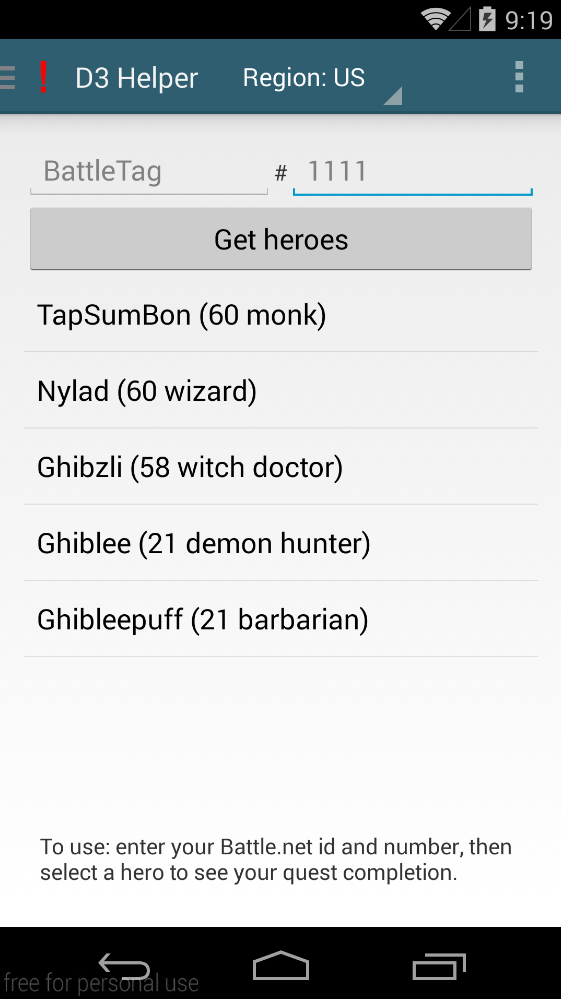 9:19
! D3 Helper Region: US
BattleTag # 1111
Get heroes
TapSumBon (60 monk)
Nylad (60 wizard)
Ghibzli (58 witch doctor)
Ghiblee (21 demon hunter)
Ghibleepuff (21 barbarian)
To use: enter your Battle.net id and number, then
select a hero to see your quest completion.
free for personal use